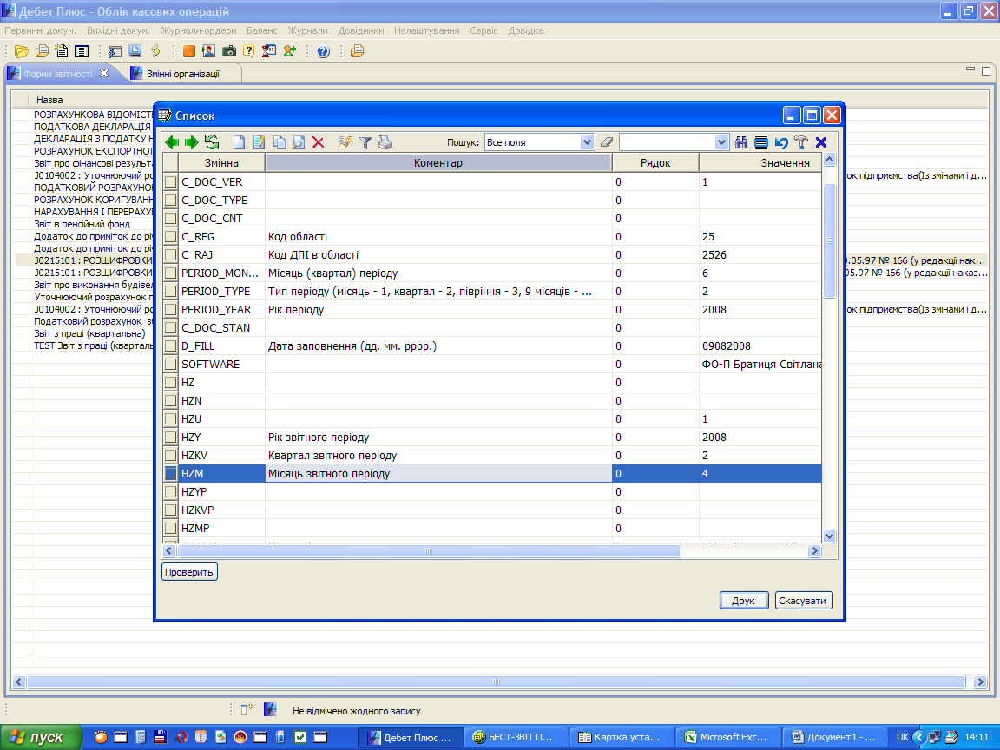 Дебет Плюс - Облік касових операцій
Первинні докум. Вихідні докум. Журнали-ордери Баланс Журнали Довідники Налаштування Сервіс Довідка
Форми звітності Змінні організації
Назва
РОЗРАХУНКОВА ВІДОМІСТ
ПОДАТКОВА ДЕКЛАРАЦІЯ
ДЕКЛАРАЦІЯ З ПОДАТКУ Н
РОЗРАХУНОК ЕКСПОРТНОГ
Звіт про фінансові результа
J0104002 : Уточнюючий ро ок підприємства(Із змінами і д...
ПОДАТКОВИЙ РОЗРАХУНОК
РОЗРАХУНОК КОРИГУВАНН
НАРАХУВАННЯ І ПЕРЕРАХУ
Звіт в пенсійний фонд
Додаток до приміток до річ
Додаток до приміток до річ
J0215101 : РОЗШИФРОВКИ .05.97 № 166 (у редакції нак...
J0215101 : РОЗШИФРОВКИ 05.97 № 166 (у редакції наказ...
Звіт про виконання будівел
Уточнюючий розрахунок п
J0104002 : Уточнюючий ро ок підприємства(Із змінами і д...
Податковий розрахунок зб
Звіт з праці (квартальна)
TEST Звіт з праці (квартал
Список
Пошук: Все поля
Змінна Коментар Рядок Значення
C_DOC_VER 0 1
C_DOC_TYPE 0
C_DOC_CNT 0
C_REG Код області 0 25
C_RAJ Код ДПІ в області 0 2526
PERIOD_MON... Місяць (квартал) періоду 0 6
PERIOD_TYPE Тип періоду (місяць - 1, квартал - 2, півріччя - 3, 9 місяців - ... 0 2
PERIOD_YEAR Рік періоду 0 2008
C_DOC_STAN 0
D_FILL Дата заповнення (дд. мм. рррр.) 0 09082008
SOFTWARE 0 ФО-П Братиця Світлана
HZ 0
HZN 0
HZU 0 1
HZY Рік звітного періоду 0 2008
HZKV Квартал звітного періоду 0 2
HZM Місяць звітного періоду 0 4
HZYP 0
HZKVP 0
HZMP 0
Проверить
Друк Скасувати
Не відмічено жодного запису
пуск Дебет Плюс ... БЕСТ-ЗВІТ П... Картка уста... Microsoft Exc... Документ1 - ... UK 14:11